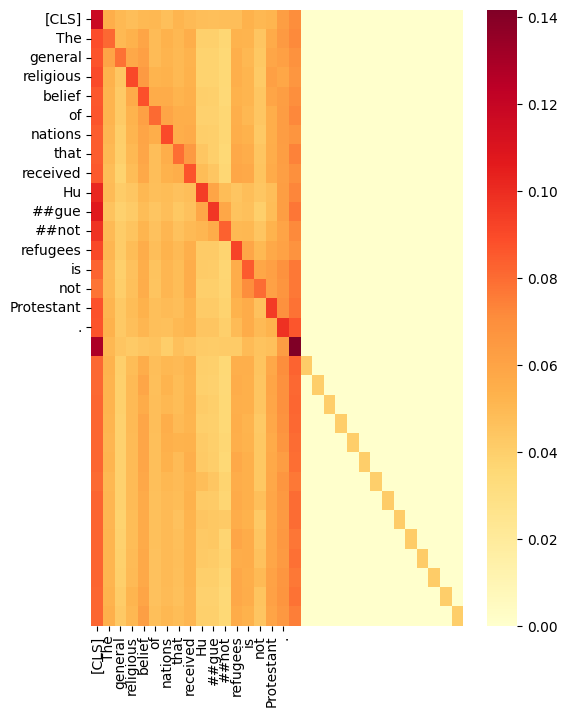 [CLS]
The
general
religious
belief
of
nations
that
received
Hu
##gue
##not
refugees
is
not
Protestant
.
[CLS]
The
general
religious
belief
of
nations
that
received
Hu
##gue
##not
refugees
is
not
Protestant
.
0.14
0.12
0.10
0.08
0.06
0.04
0.02
0.00